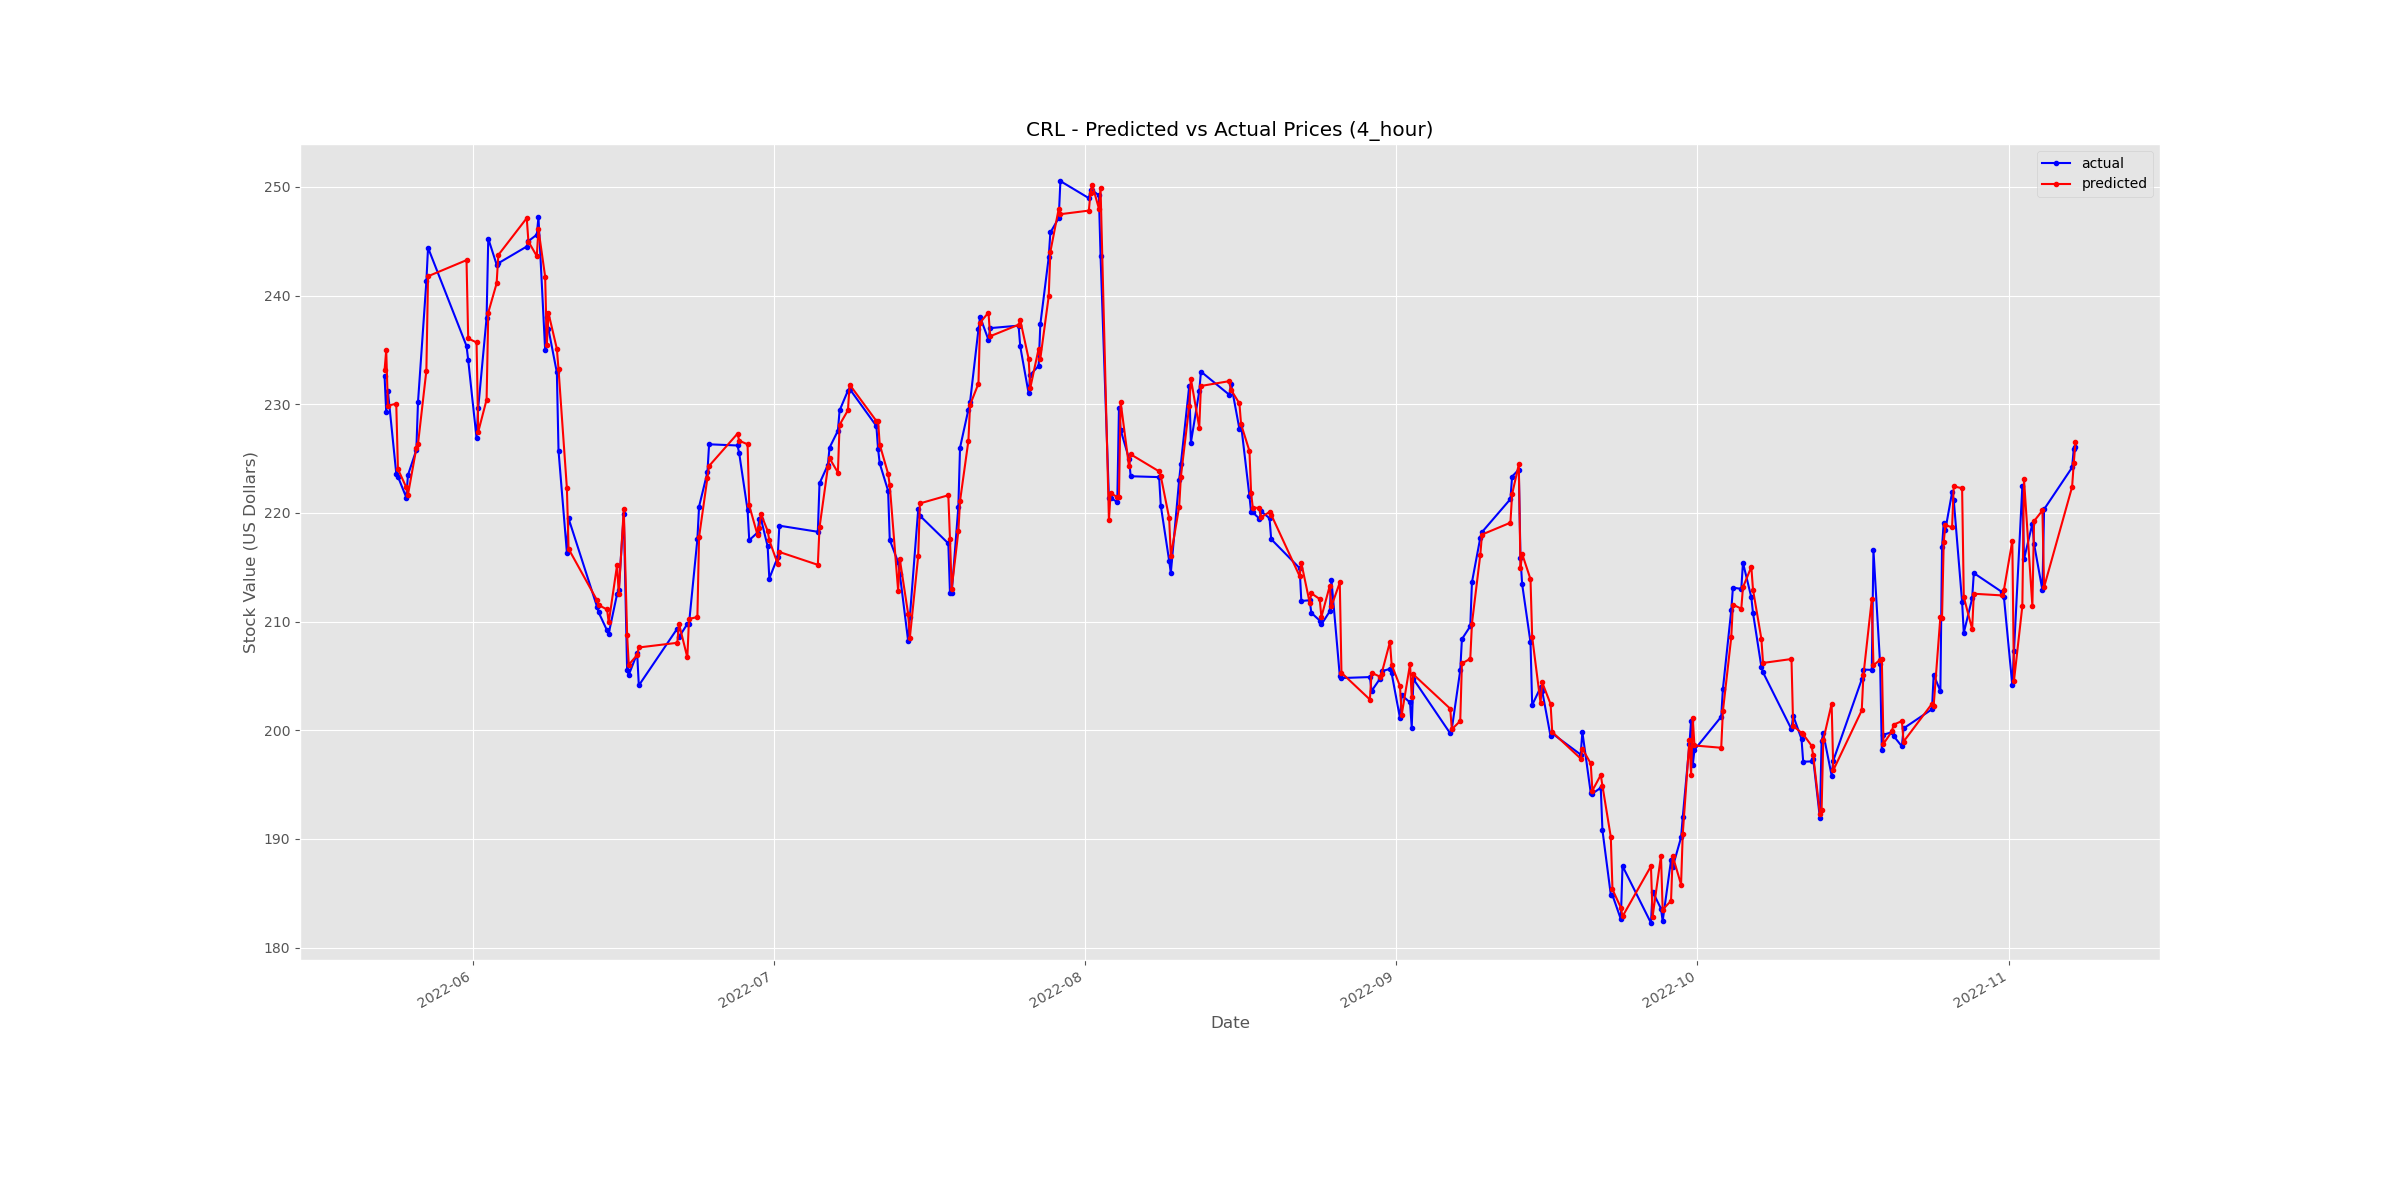 CRL - Predicted vs Actual Prices (4_hour)
actual
predicted
250
240
230
220
210
200
190
180
Stock Value (US Dollars)
2022-06
2022-07
2022-08
2022-09
2022-10
2022-11
Date